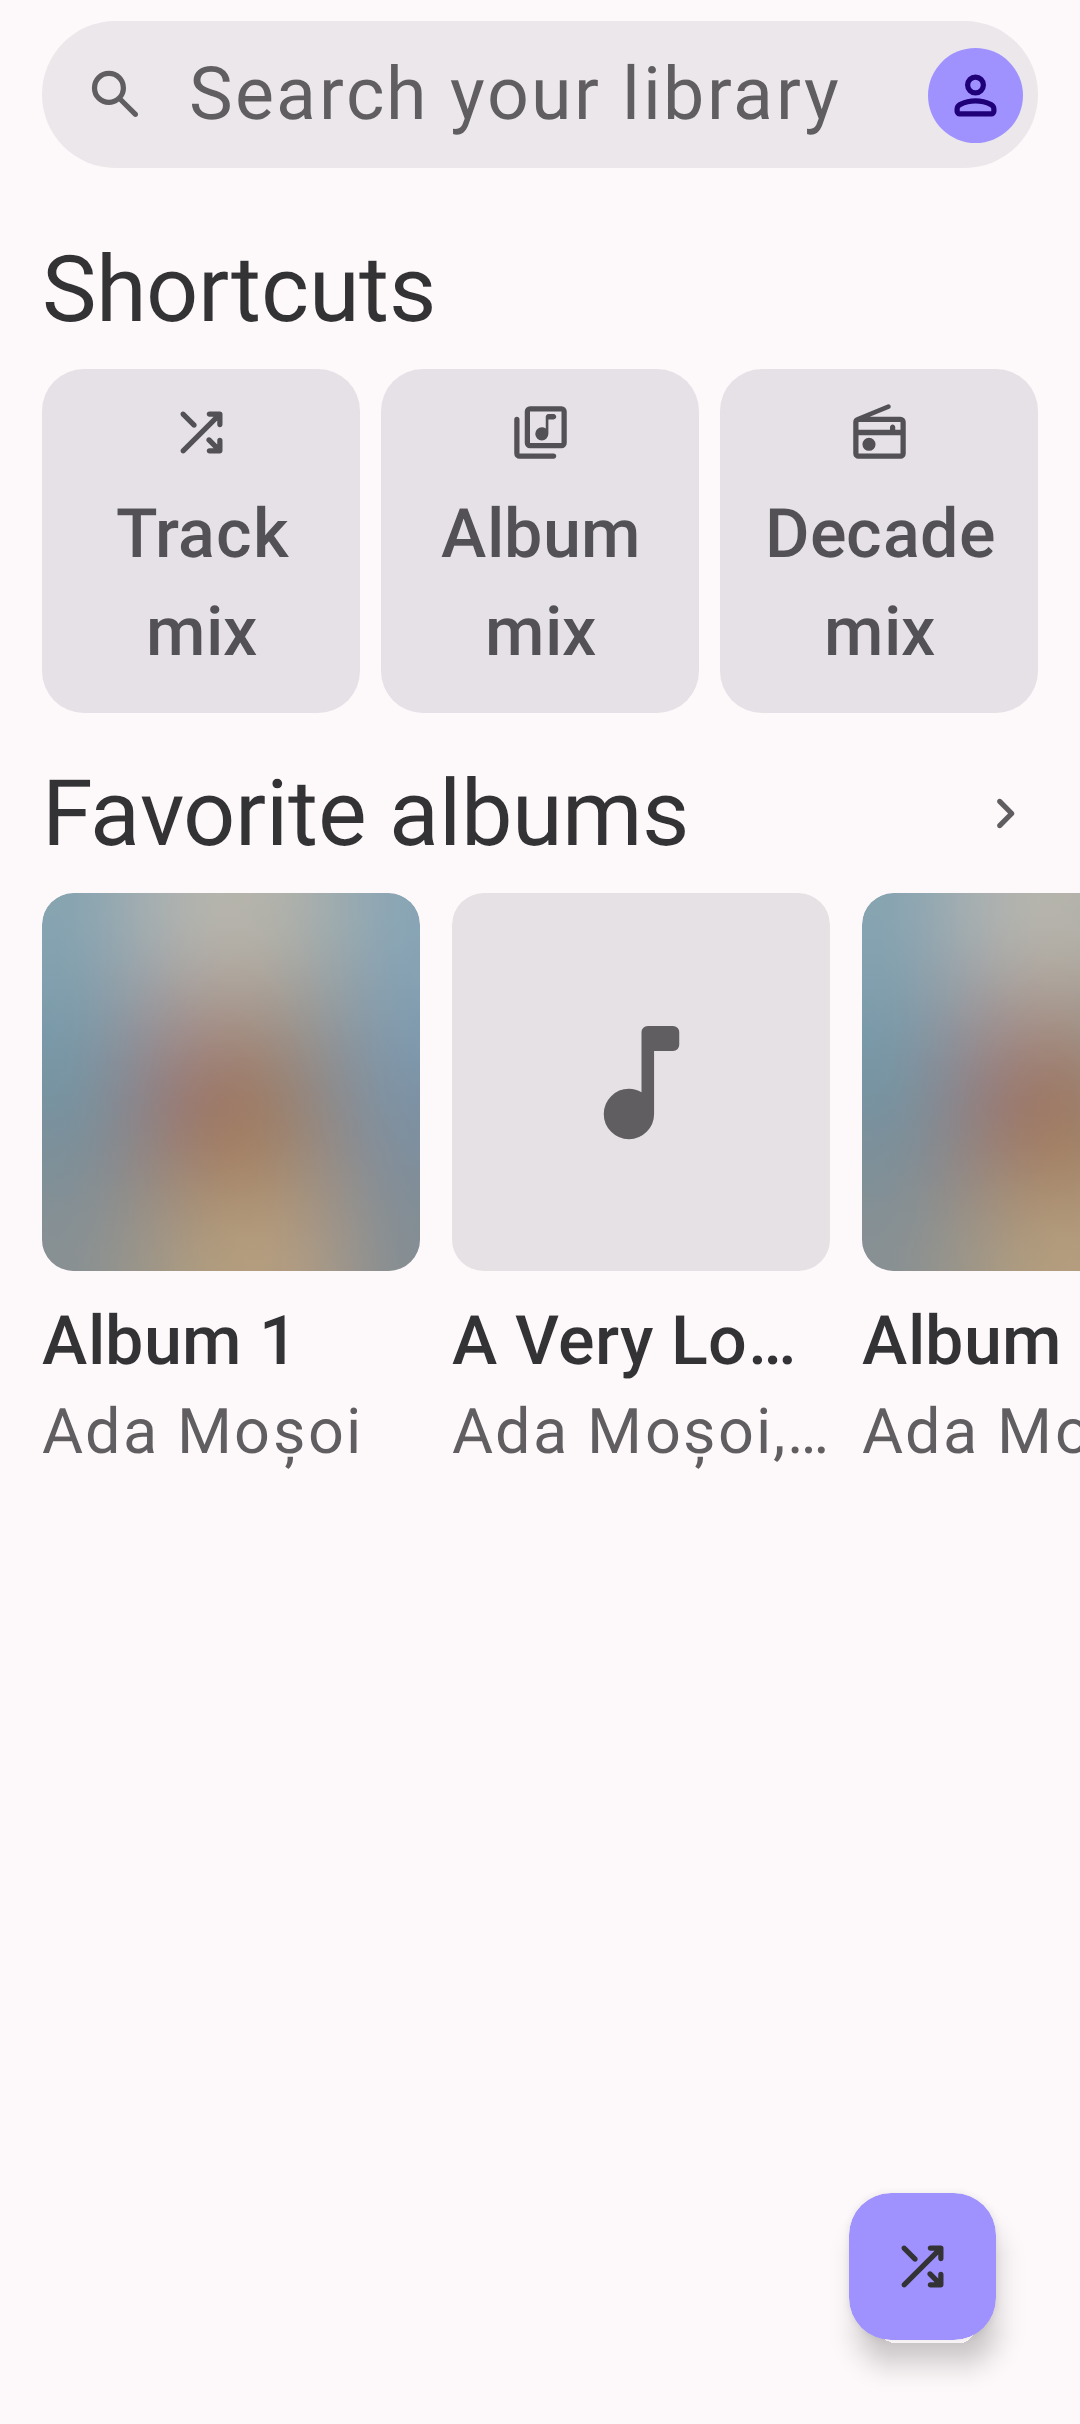 Search your library
Shortcuts
Track
mix
Album
mix
Decade
mix
Favorite albums
Album 1
Ada Moșoi
A Very Lo…
Ada Moșoi,…
Album
Ada Mo